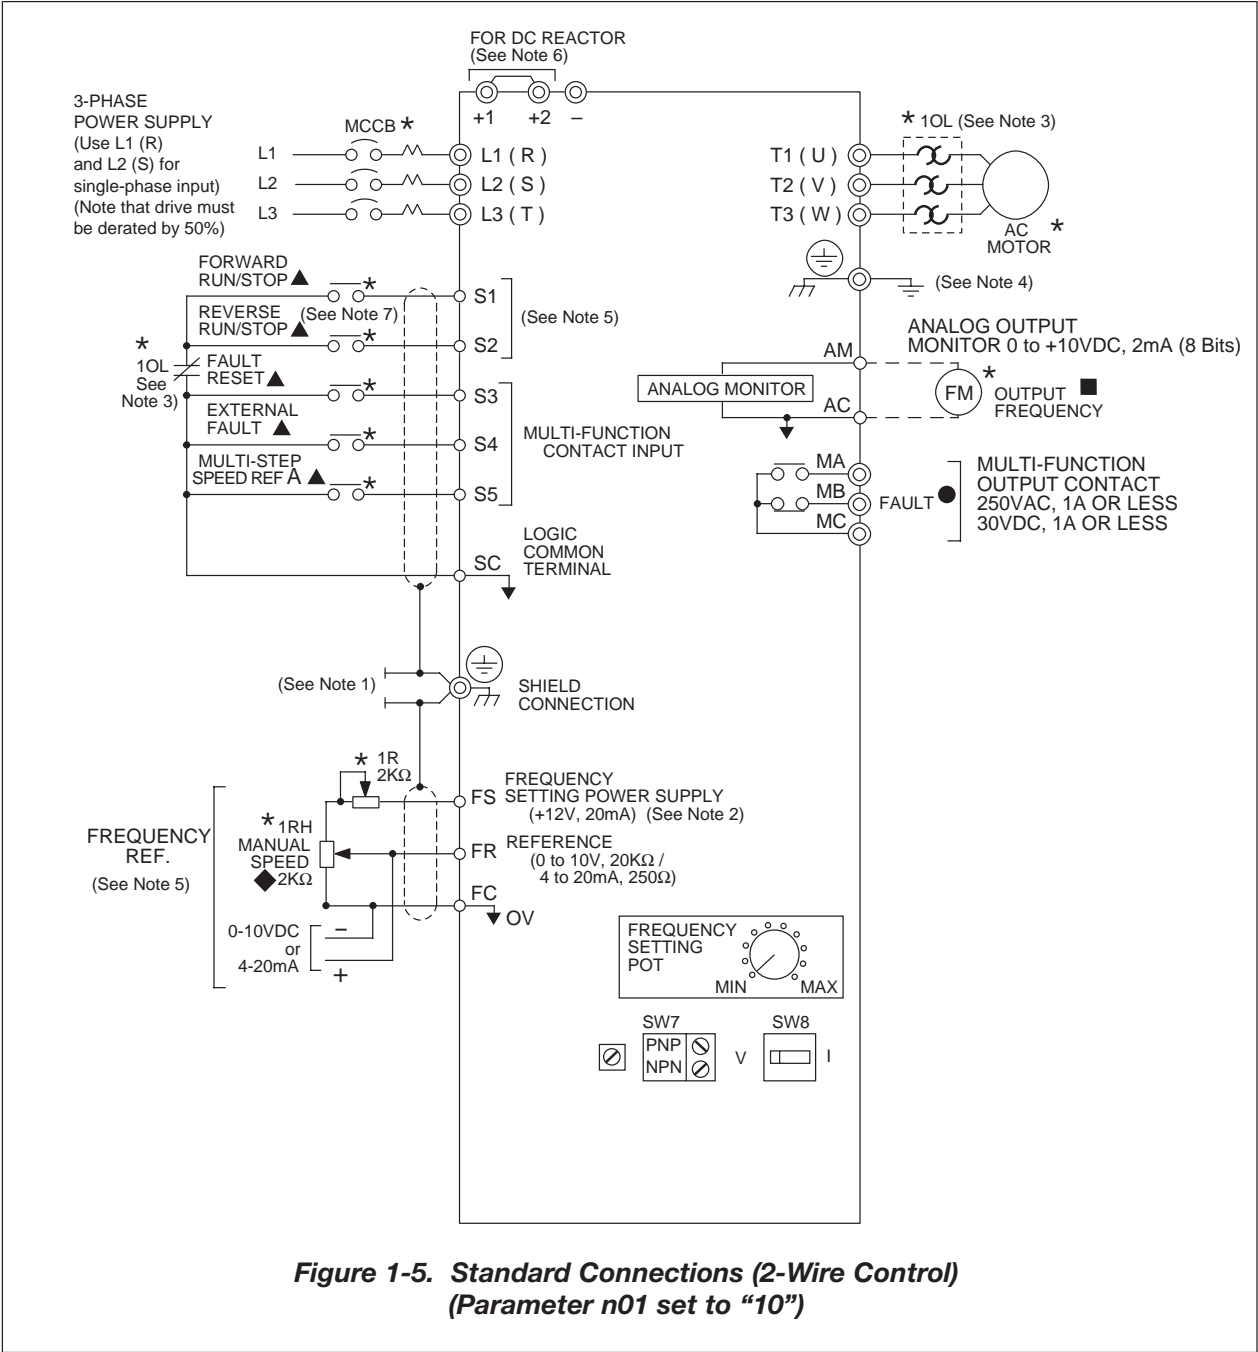 FOR DC REACTOR
(See Note 6)
+1
+2
–
3-PHASE
POWER SUPPLY
(Use L1 (R)
and L2 (S) for
single-phase input)
(Note that drive must
be derated by 50%)
MCCB *
L1
L2
L3
L1 ( R )
L2 ( S )
L3 ( T )
* 1OL (See Note 3)
T1 ( U )
T2 ( V )
T3 ( W )
AC
MOTOR *
(See Note 4)
FORWARD
RUN/STOP ▲
*
(See Note 7)
S1
REVERSE
RUN/STOP ▲
*
S2
(See Note 5)
*
1OL
See
Note 3)
FAULT
RESET ▲
*
S3
EXTERNAL
FAULT ▲
*
S4
MULTI-STEP
SPEED REF A ▲
*
S5
MULTI-FUNCTION
CONTACT INPUT
SC
LOGIC
COMMON
TERMINAL
ANALOG OUTPUT
MONITOR 0 to +10VDC, 2mA (8 Bits)
AM
ANALOG MONITOR
AC
FM
*
OUTPUT ■
FREQUENCY
MA
MB
MC
FAULT ●
MULTI-FUNCTION
OUTPUT CONTACT
250VAC, 1A OR LESS
30VDC, 1A OR LESS
(See Note 1)
SHIELD
CONNECTION
* 1R
2KΩ
FS
FREQUENCY
SETTING POWER SUPPLY
(+12V, 20mA) (See Note 2)
FREQUENCY
REF.
(See Note 5)
* 1RH
MANUAL
SPEED
◆ 2KΩ
FR
REFERENCE
(0 to 10V, 20KΩ /
4 to 20mA, 250Ω)
FC
OV
0-10VDC
or
4-20mA
–
+
FREQUENCY
SETTING
POT
MIN
MAX
SW7
PNP
NPN
SW8
V
I
Figure 1-5. Standard Connections (2-Wire Control)
(Parameter n01 set to “10”)